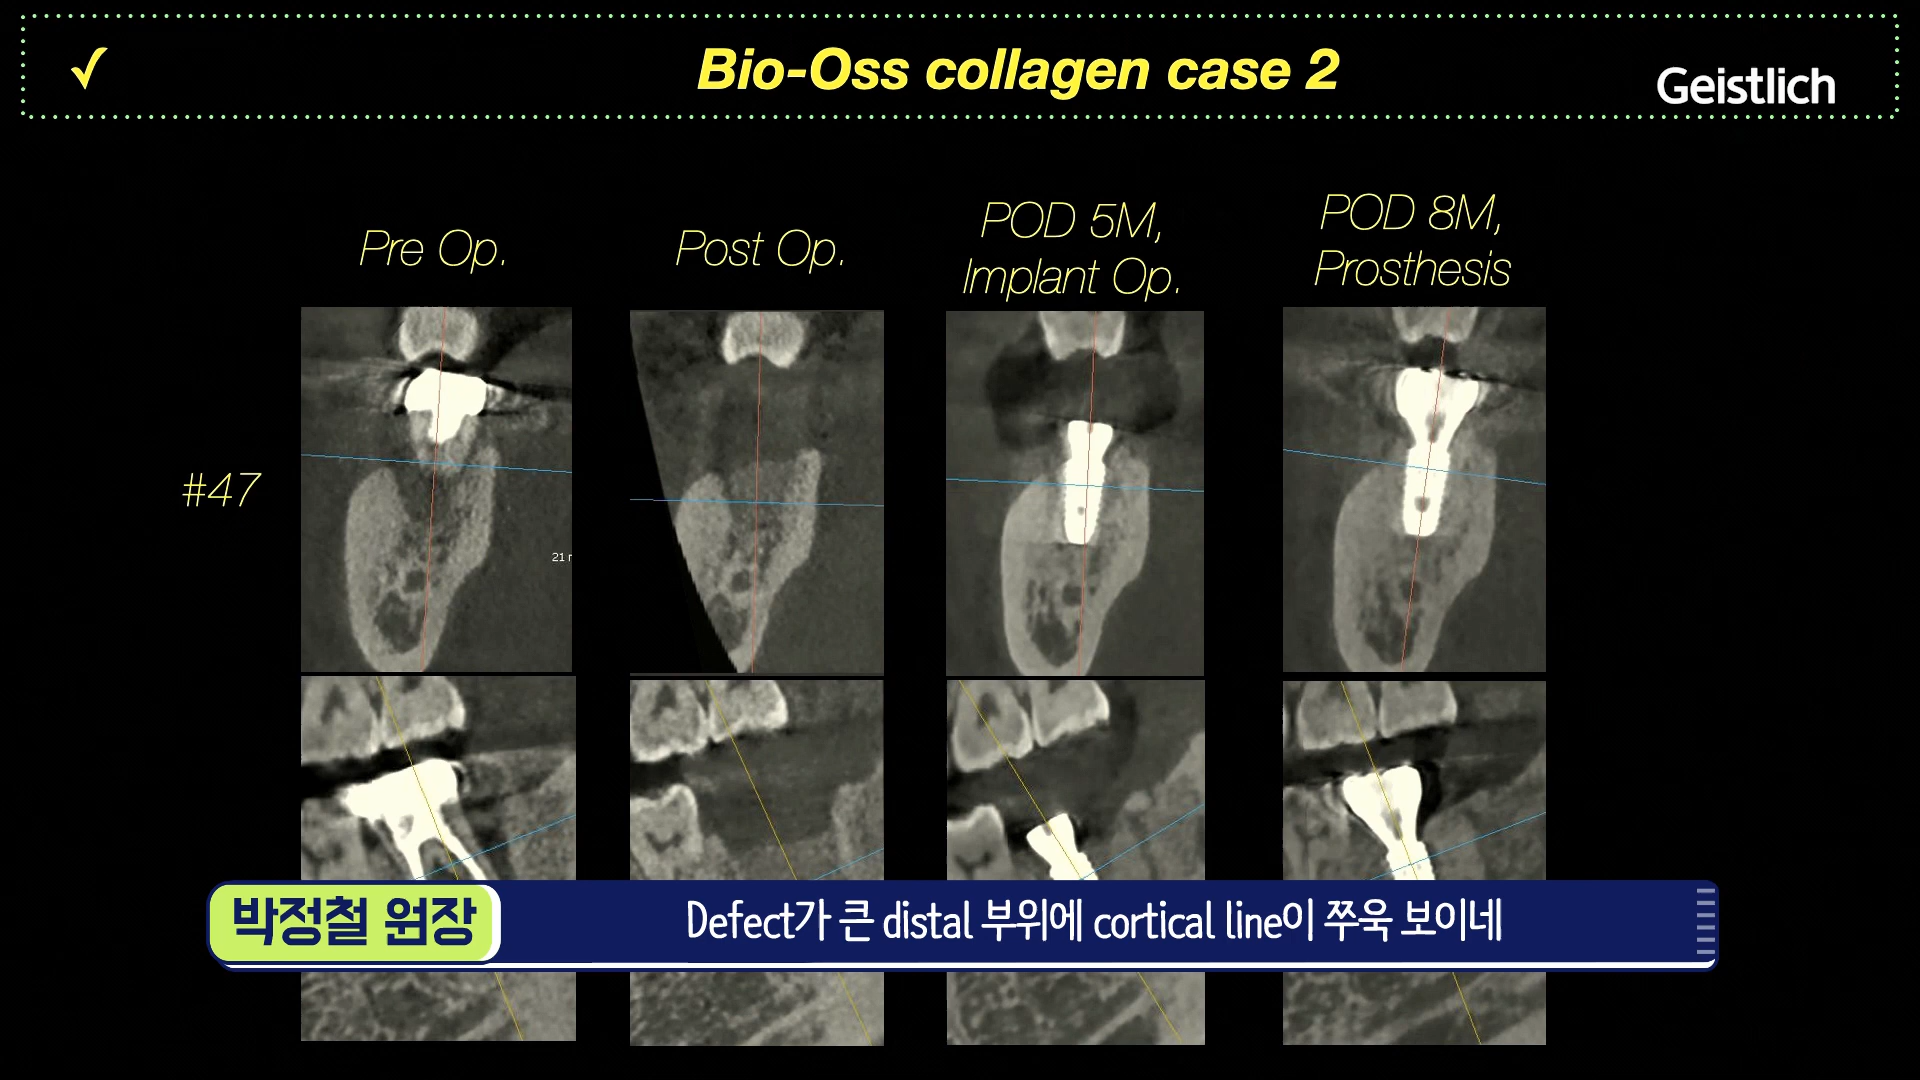 ✓ Bio-Oss collagen case 2
Geistlich
Pre Op.
Post Op.
POD 5M,
Implant Op.
POD 8M,
Prosthesis
#47
21 r
박정철 원장
Defect가 큰 distal 부위에 cortical line이 쭈욱 보이네